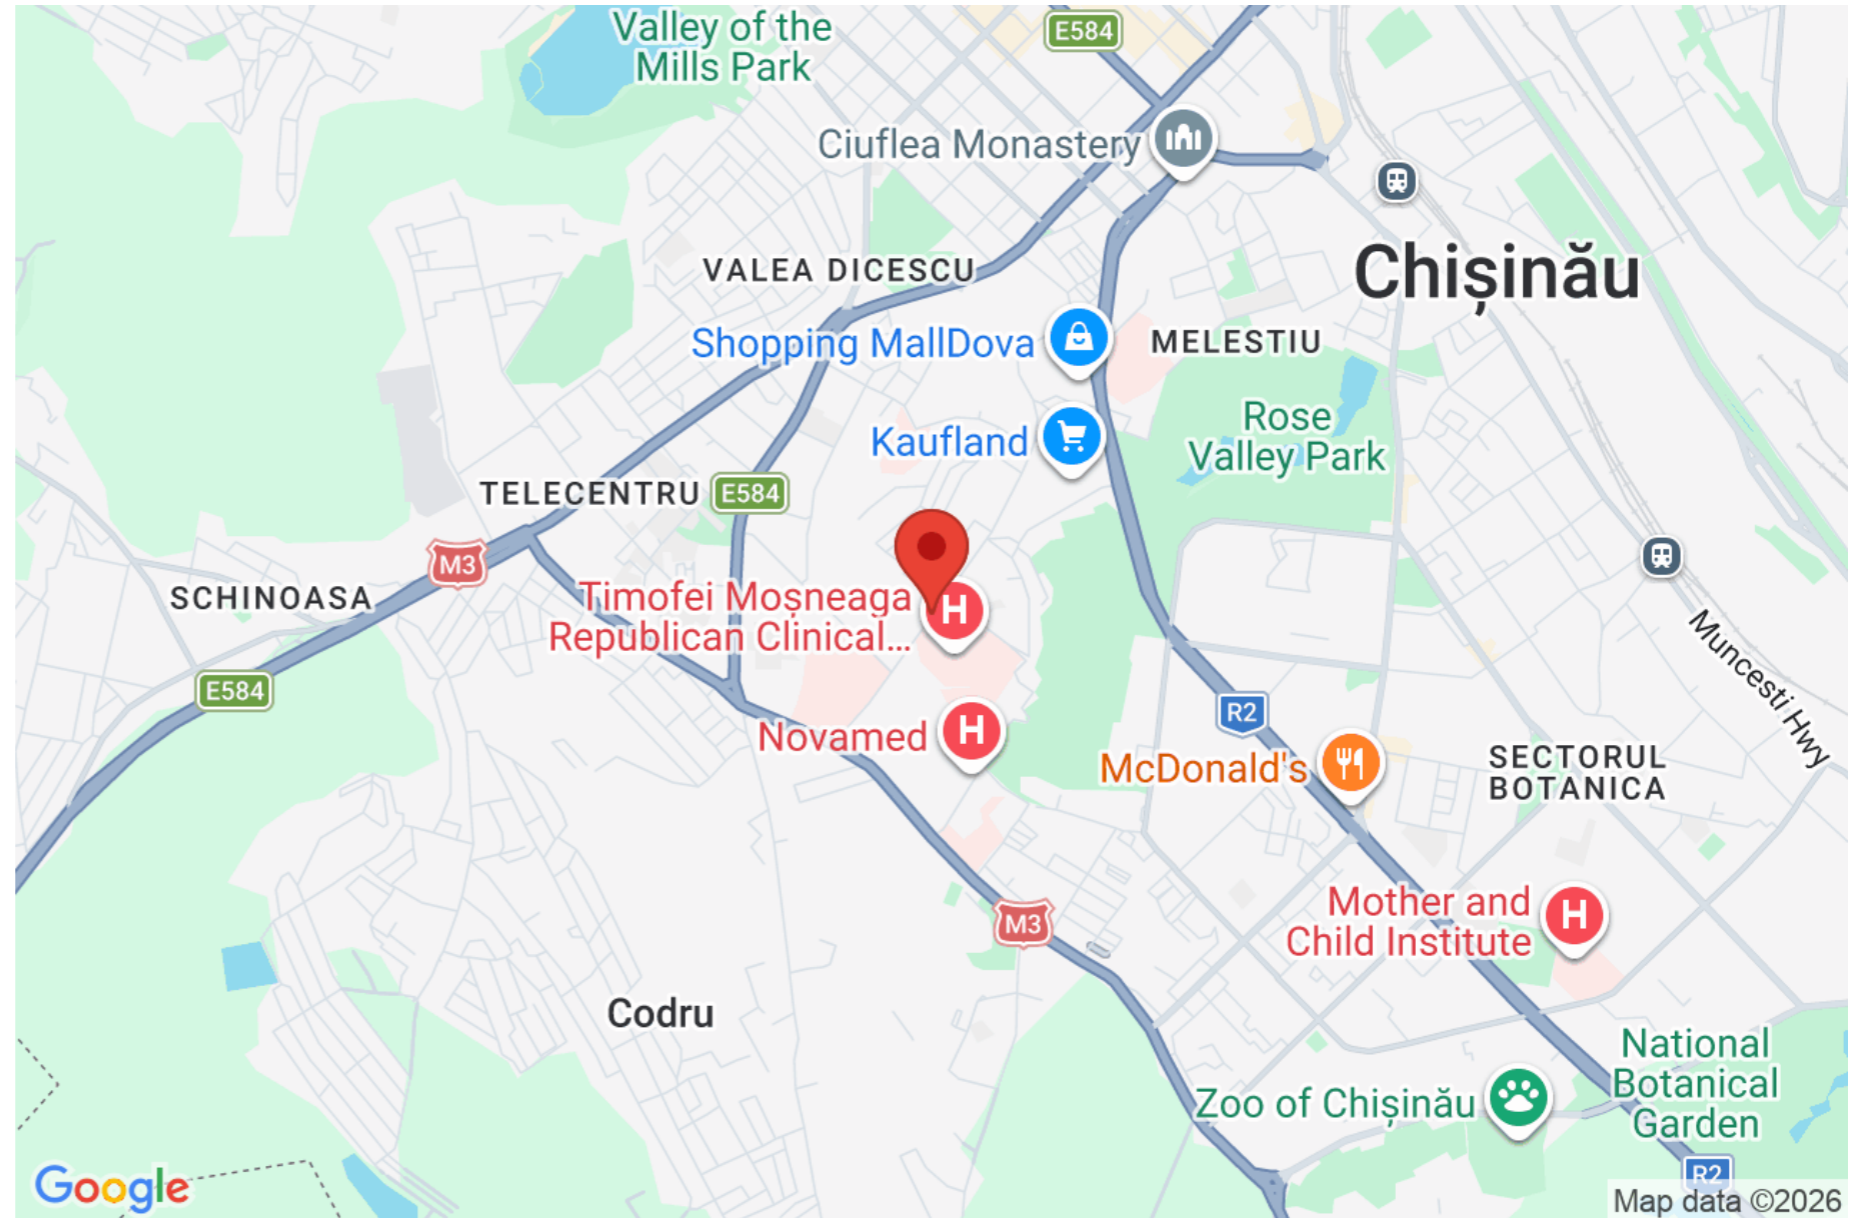 Valley of the
Mills Park
E584
Ciuflea Monastery
Chișinău
VALEA DICESCU
Shopping MallDova
MELESTIU
Rose
Valley Park
Kaufland
TELECENTRU
E584
M3
SCHINOASA
Timofei Moșneaga
Republican Clinical...
H
Muncesti Hwy
E584
R2
Novamed
H
McDonald's
SECTORUL
BOTANICA
Mother and
Child Institute
H
M3
Codru
National
Botanical
Garden
Zoo of Chișinău
R2
Google
Map data ©2026